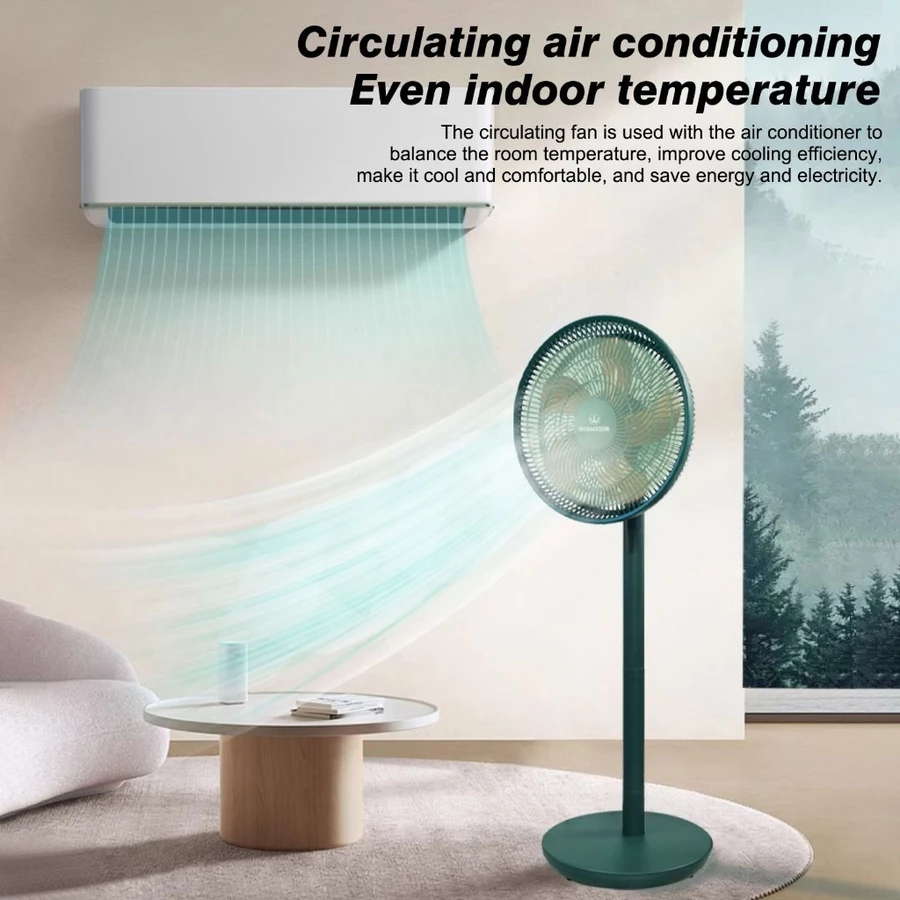 Circulating air conditioning
Even indoor temperature
The circulating fan is used with the air conditioner to
balance the room temperature, improve cooling efficiency,
make it cool and comfortable, and save energy and electricity.